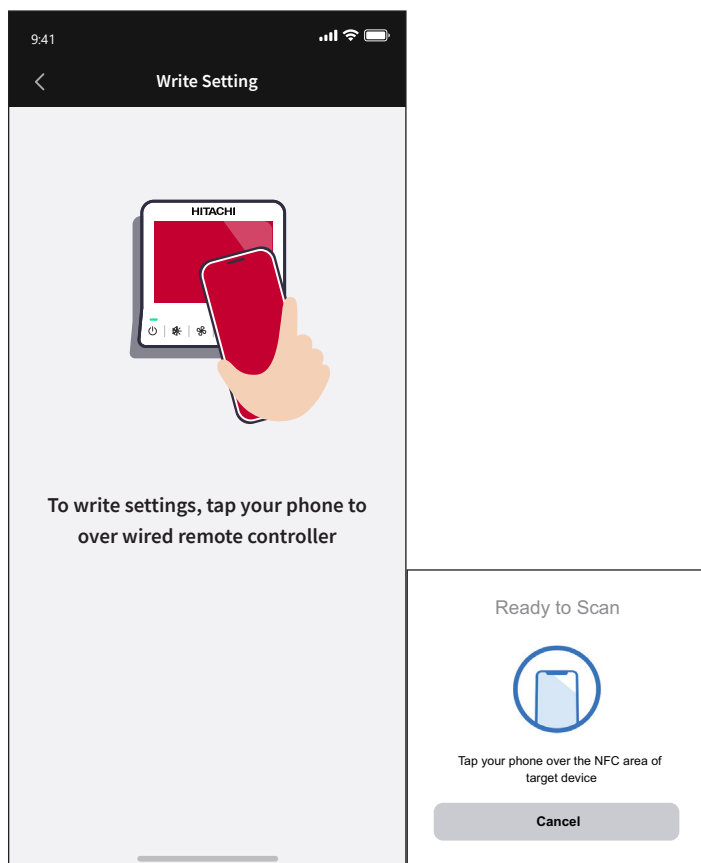 9:41
Write Setting
HITACHI
To write settings, tap your phone to
over wired remote controller
Ready to Scan
Tap your phone over the NFC area of
target device
Cancel